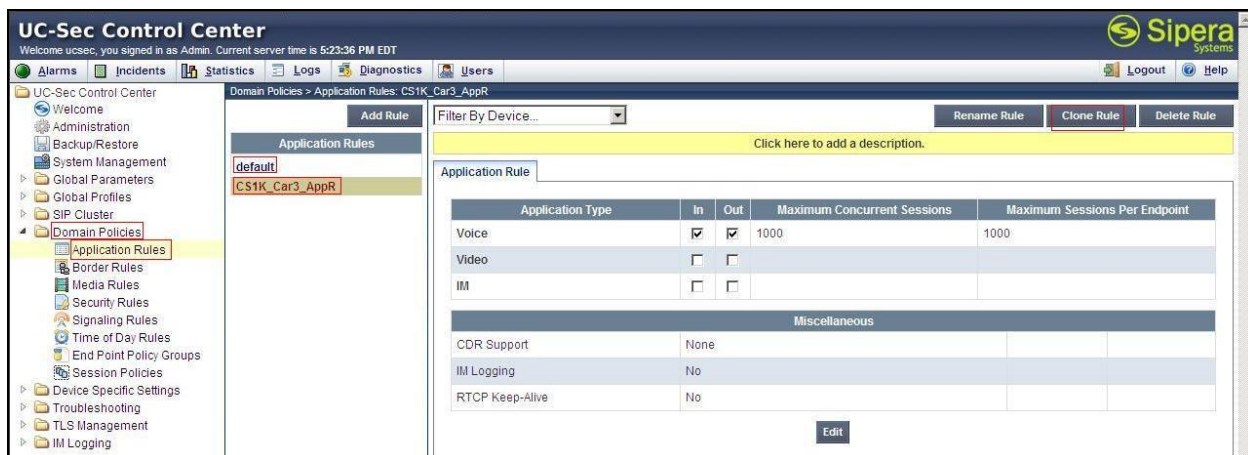 UC-Sec Control Center
Welcome ucsec, you signed in as Admin. Current server time is 5:23:36 PM EDT
Sipera
Systems
Alarms Incidents Statistics Logs Diagnostics Users Logout Help
UC-Sec Control Center
Welcome
Administration
Backup/Restore
System Management
Global Parameters
Global Profiles
SIP Cluster
Domain Policies
Application Rules
Border Rules
Media Rules
Security Rules
Signaling Rules
Time of Day Rules
End Point Policy Groups
Session Policies
Device Specific Settings
Troubleshooting
TLS Management
IM Logging
Domain Policies > Application Rules: CS1K_Car3_AppR
Add Rule
Application Rules
default
CS1K_Car3_AppR
Filter By Device... Rename Rule Clone Rule Delete Rule
Click here to add a description.
Application Rule
Application Type In Out Maximum Concurrent Sessions Maximum Sessions Per Endpoint
Voice 1000 1000
Video
IM
Miscellaneous
CDR Support None
IM Logging No
RTCP Keep-Alive No
Edit